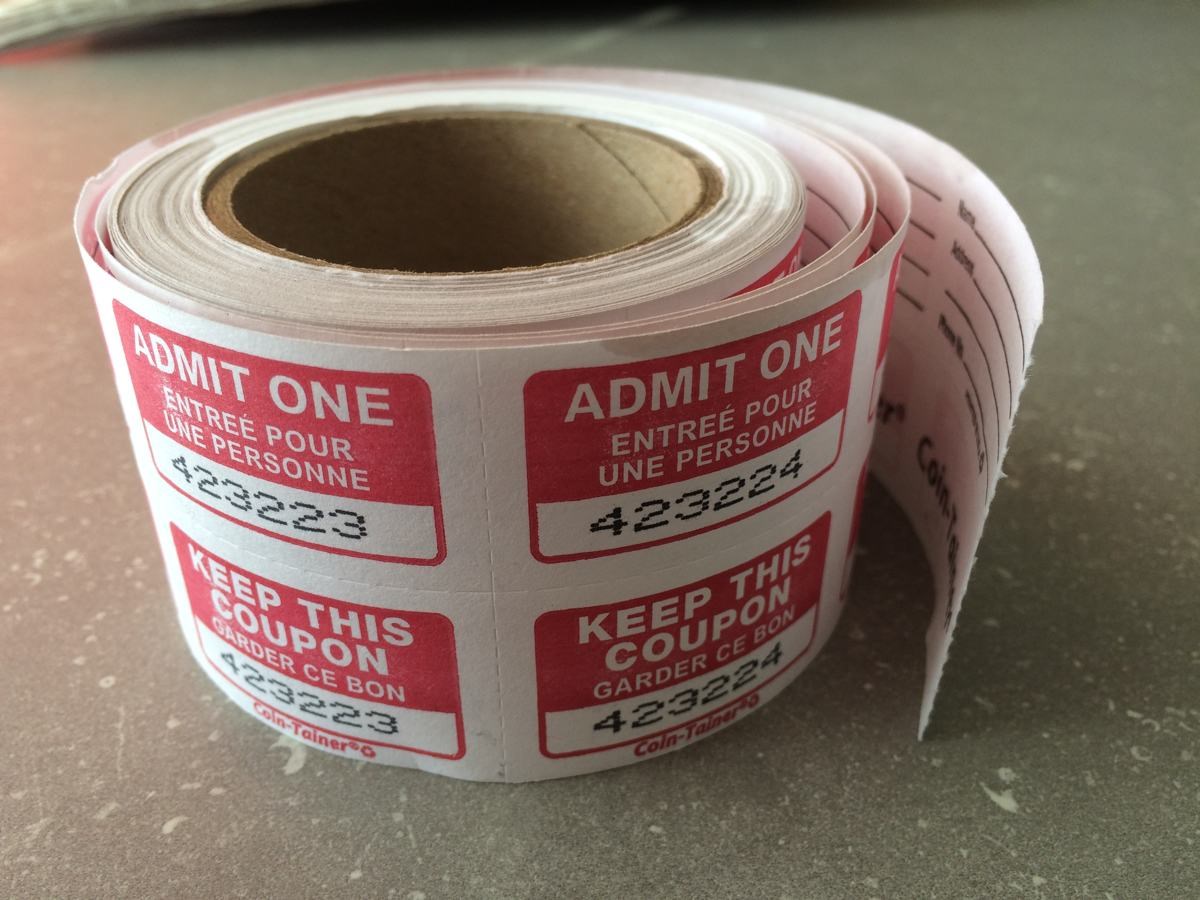 ADMIT ONE
ENTREÉ POUR
UNE PERSONNE
423223
KEEP THIS
COUPON
GARDER CE BON
423223
Coin-Tainer®
ADMIT ONE
ENTREÉ POUR
UNE PERSONNE
423224
KEEP THIS
COUPON
GARDER CE BON
423224
Coin-Tainer®